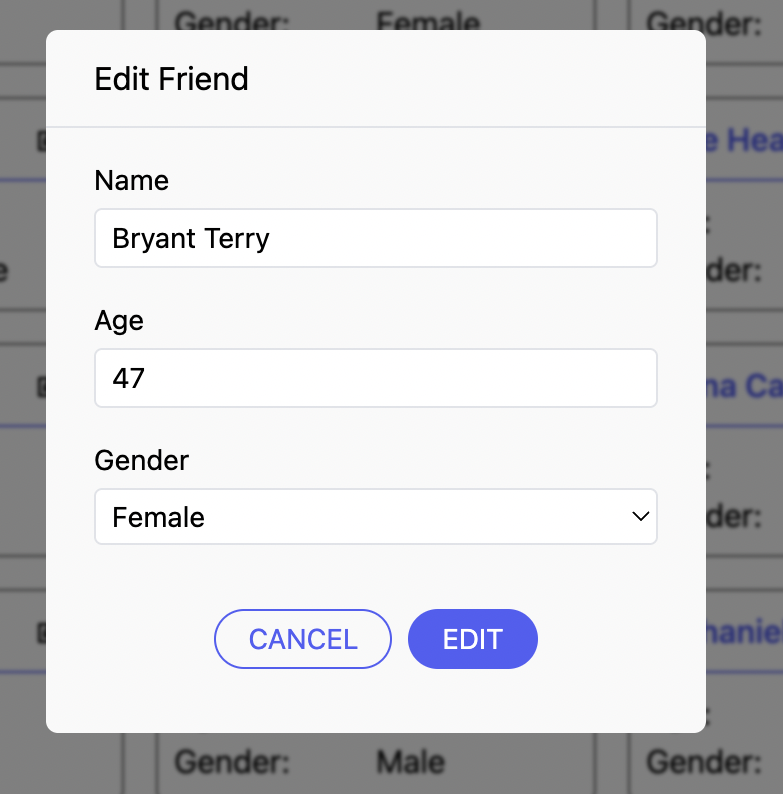 Gender: Female Gender:
Edit Friend
Name
Bryant Terry
Age
47
Gender
Female
CANCEL EDIT
Gender: Male Gender: